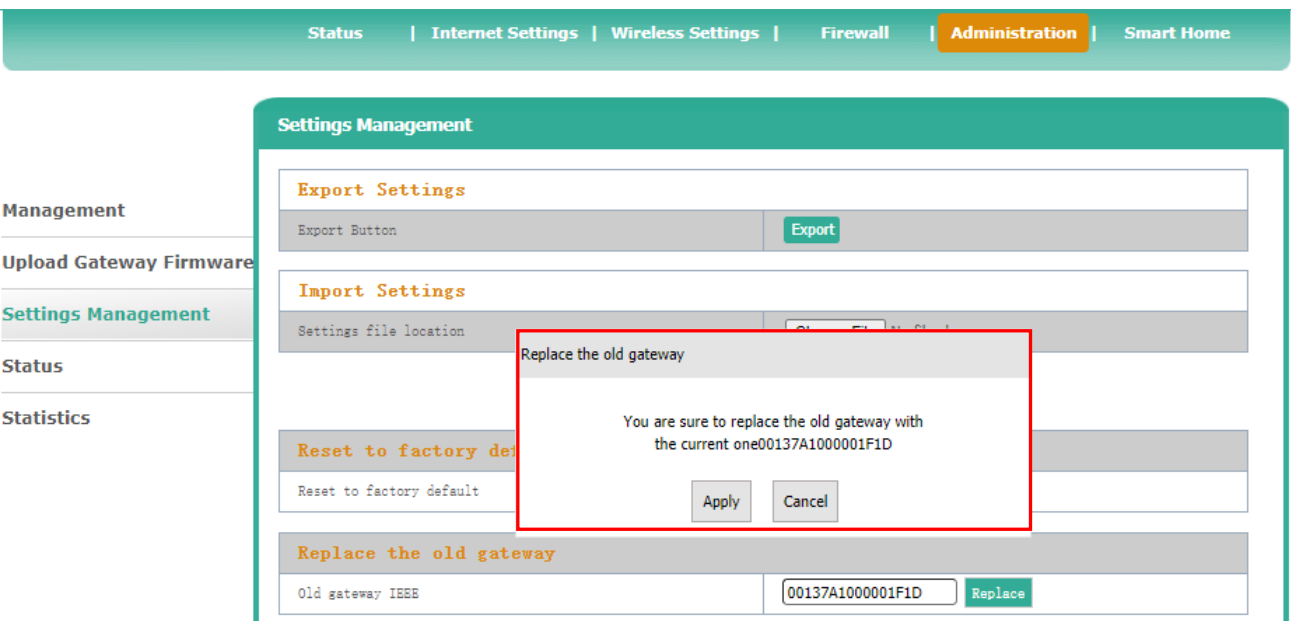 Status | Internet Settings | Wireless Settings | Firewall | Administration | Smart Home
Settings Management
Management
Upload Gateway Firmware
Settings Management
Status
Statistics
Export Settings
Export Button Export
Import Settings
Settings file location
Replace the old gateway
You are sure to replace the old gateway with
the current one00137A1000001F1D
Apply Cancel
Reset to factory
Reset to factory default
Replace the old gateway
Old gateway IEEE 00137A1000001F1D Replace